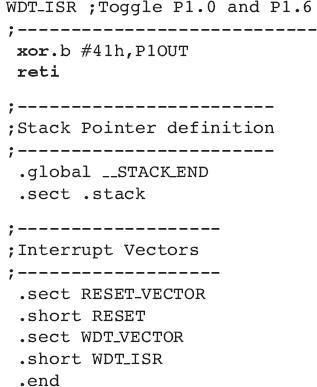 WDT_ISR ;Toggle P1.0 and P1.6
;----------------------------
xor.b #41h,P1OUT
reti
;------------------------
;Stack Pointer definition
;------------------------
.global __STACK_END
.sect .stack
;-------------------
;Interrupt Vectors
;-------------------
.sect RESET_VECTOR
.short RESET
.sect WDT_VECTOR
.short WDT_ISR
.end